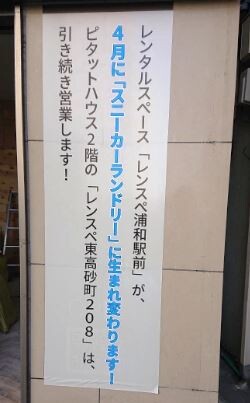 レンタルスペース「レンスペ浦和駅前」が、
4月に「スニーカーランドリー」に生まれ変わります!
ピタットハウス2階の「レンスペ東高砂町208」は、
引き続き営業します!